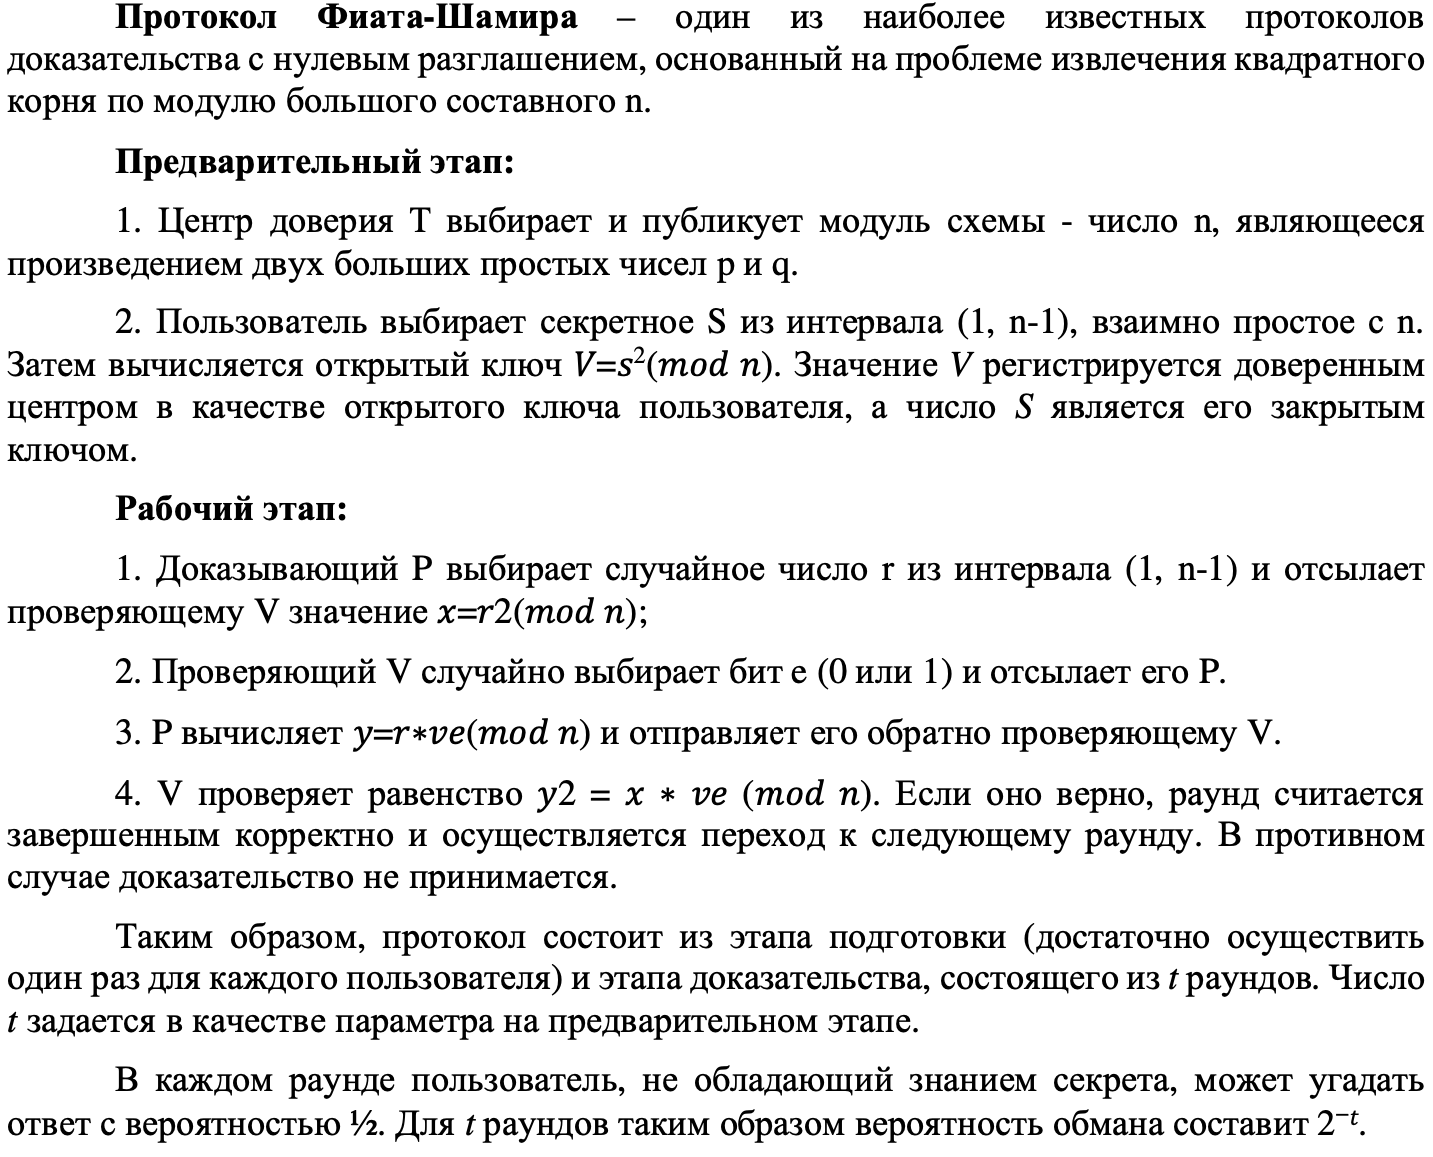 Протокол Фиата-Шамира – один из наиболее известных протоколов
доказательства с нулевым разглашением, основанный на проблеме извлечения квадратного
корня по модулю большого составного n.
Предварительный этап:
1. Центр доверия Т выбирает и публикует модуль схемы - число n, являющееся
произведением двух больших простых чисел p и q.
2. Пользователь выбирает секретное S из интервала (1, n-1), взаимно простое с n.
Затем вычисляется открытый ключ V=s²(mod n). Значение V регистрируется доверенным
центром в качестве открытого ключа пользователя, а число S является его закрытым
ключом.
Рабочий этап:
1. Доказывающий P выбирает случайное число r из интервала (1, n-1) и отсылает
проверяющему V значение x=r2(mod n);
2. Проверяющий V случайно выбирает бит e (0 или 1) и отсылает его P.
3. P вычисляет y=r*ve(mod n) и отправляет его обратно проверяющему V.
4. V проверяет равенство y2 = x * ve (mod n). Если оно верно, раунд считается
завершенным корректно и осуществляется переход к следующему раунду. В противном
случае доказательство не принимается.
Таким образом, протокол состоит из этапа подготовки (достаточно осуществить
один раз для каждого пользователя) и этапа доказательства, состоящего из t раундов. Число
t задается в качестве параметра на предварительном этапе.
В каждом раунде пользователь, не обладающий знанием секрета, может угадать
ответ с вероятностью ½. Для t раундов таким образом вероятность обмана составит 2⁻ᵗ.